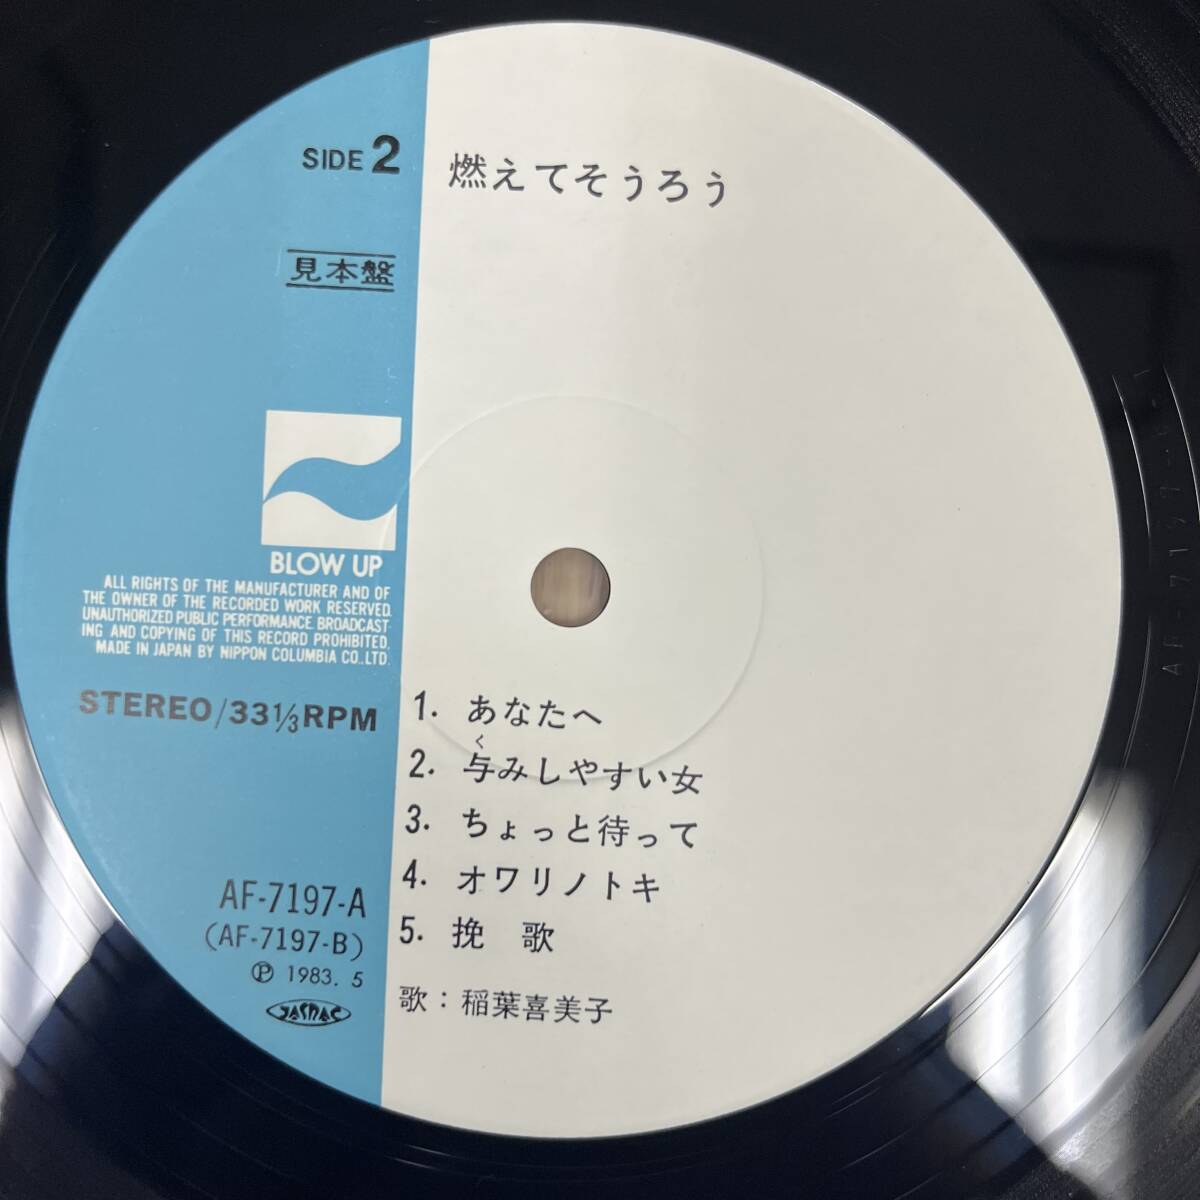 SIDE 2
燃えてそうろう
見本盤
BLOW UP
ALL RIGHTS OF THE MANUFACTURER AND OF
THE OWNER OF THE RECORDED WORK RESERVED.
UNAUTHORIZED PUBLIC PERFORMANCE. BROADCAST
ING AND COPYING OF THIS RECORD PROHIBITED.
MADE IN JAPAN BY NIPPON COLUMBIA CO.,LTD.
STEREO/33⅓RPM
1. あなたへ
く
2. 与みしやすい女
3. ちょっと待って
4. オワリノトキ
5. 挽 歌
歌：稲葉喜美子
AF-7197-A
(AF-7197-B)
Ⓟ 1983. 5
JASRAC